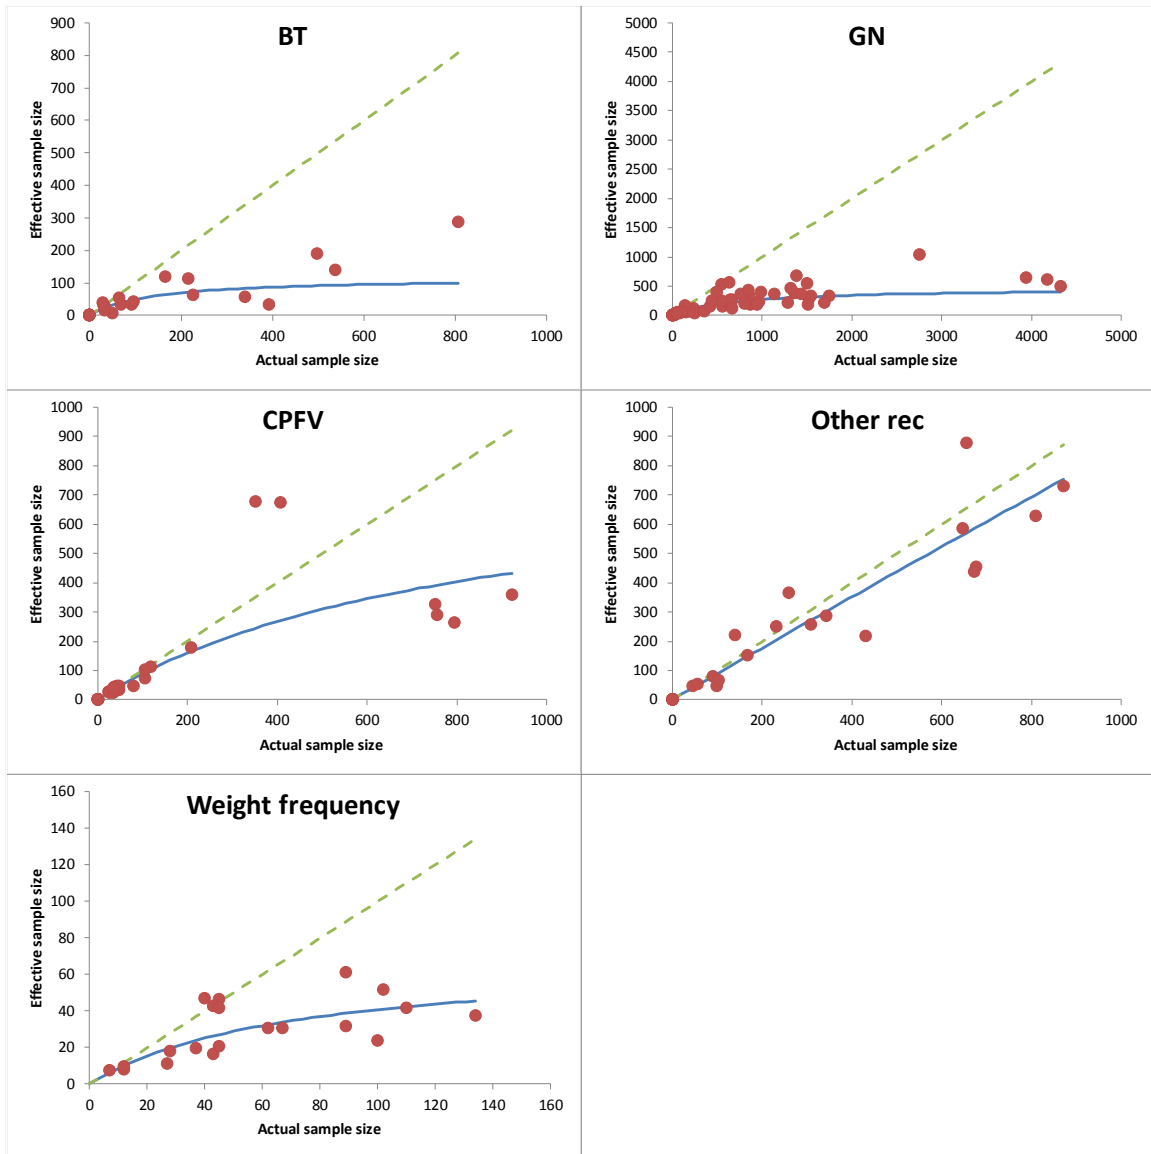 BT
900
800
700
600
500
400
300
200
100
0
Effective sample size
0 200 400 600 800 1000
Actual sample size
GN
5000
4500
4000
3500
3000
2500
2000
1500
1000
500
0
Effective sample size
0 1000 2000 3000 4000 5000
Actual sample size
CPFV
1000
900
800
700
600
500
400
300
200
100
0
Effective sample size
0 200 400 600 800 1000
Actual sample size
Other rec
1000
900
800
700
600
500
400
300
200
100
0
Effective sample size
0 200 400 600 800 1000
Actual sample size
Weight frequency
160
140
120
100
80
60
40
20
0
Effective sample size
0 20 40 60 80 100 120 140 160
Actual sample size